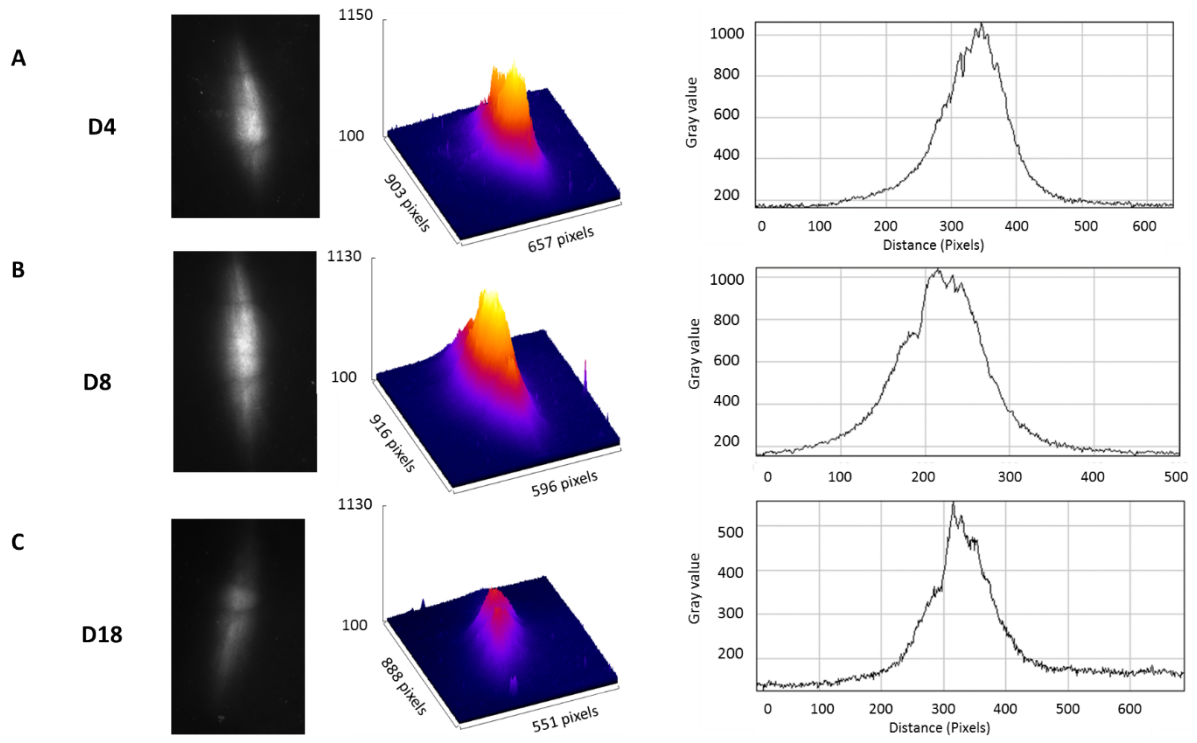 A
D4
1150
100
903 pixels
657 pixels
Gray value
1000
800
600
400
200
0 100 200 300 400 500 600
Distance (Pixels)
B
D8
1130
100
916 pixels
596 pixels
Gray value
1000
800
600
400
200
0 100 200 300 400 500
C
D18
1130
100
888 pixels
551 pixels
Gray value
500
400
300
200
0 100 200 300 400 500 600
Distance (Pixels)